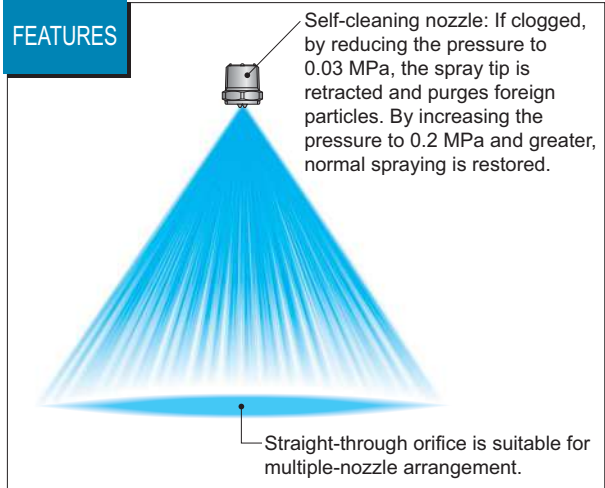 FEATURES
Self-cleaning nozzle: If clogged,
by reducing the pressure to
0.03 MPa, the spray tip is
retracted and purges foreign
particles. By increasing the
pressure to 0.2 MPa and greater,
normal spraying is restored.
Straight-through orifice is suitable for
multiple-nozzle arrangement.